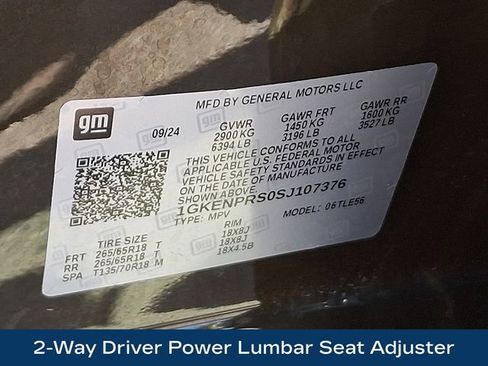 gm
MFD BY GENERAL MOTORS LLC
09/24
GVWR GAWR FRT GAWR RR
2900 KG 1450 KG 1600 KG
6394 LB 3196 LB 3527 LB
THIS VEHICLE CONFORMS TO ALL
APPLICABLE U.S. FEDERAL MOTOR
VEHICLE SAFETY STANDARDS IN EFFECT
ON THE DATE OF MANUFACTURE
SHOWN ABOVE.
1GKENPRS0SJ107376
TYPE: MPV MODEL: 06TLE56
TIRE SIZE RIM
FRT 265/65R18 T 18X8J
RR 265/65R18 T 18X8J
SPA T135/70R18 M 18X4.5B
2-Way Driver Power Lumbar Seat Adjuster